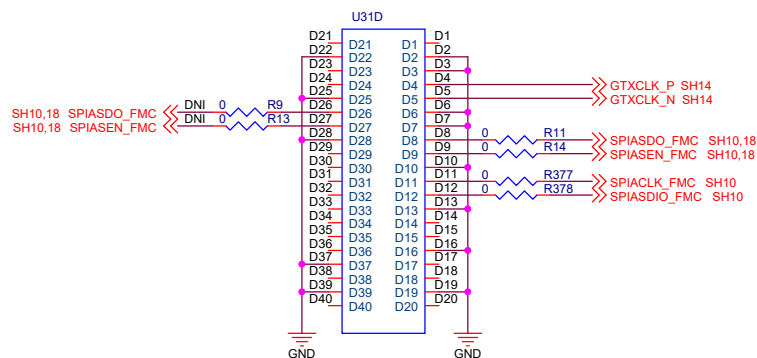 U31D
D21 D21 D1 D1
D22 D22 D2 D2
D23 D23 D3 D3
D24 D24 D4 D4 GTXCLK_P SH14
D25 D25 D5 D5 GTXCLK_N SH14
SH10,18 SPIASDO_FMC DNI 0 R9 D26 D26 D6 D6
SH10,18 SPIASEN_FMC DNI 0 R13 D27 D27 D7 D7
D28 D28 D8 D8 0 R11 SPIASDO_FMC SH10,18
D29 D29 D9 D9 0 R14 SPIASEN_FMC SH10,18
D30 D30 D10 D10
D31 D31 D11 D11 0 R377 SPIACLK_FMC SH10
D32 D32 D12 D12 0 R378 SPIASDIO_FMC SH10
D33 D33 D13 D13
D34 D34 D14 D14
D35 D35 D15 D15
D36 D36 D16 D16
D37 D37 D17 D17
D38 D38 D18 D18
D39 D39 D19 D19
D40 D40 D20 D20
GND GND